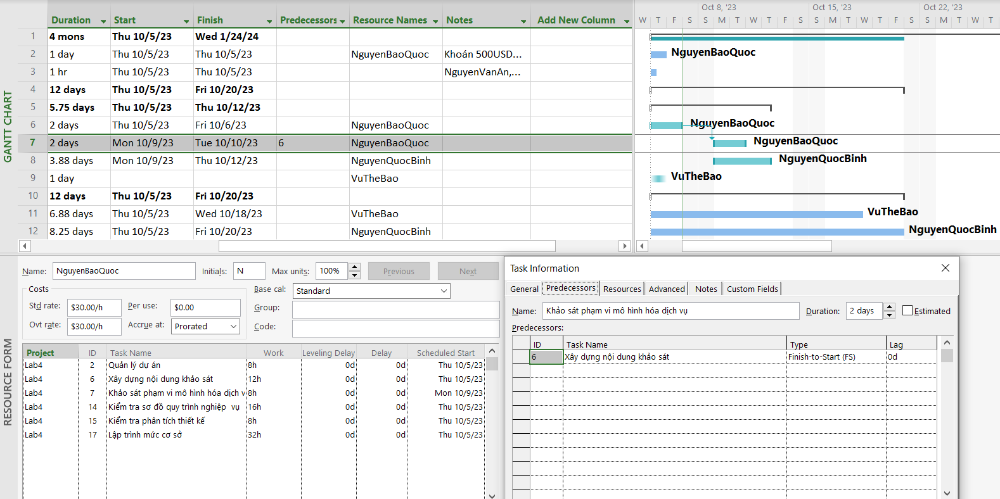 Oct 8, '23 Oct 15, '23 Oct 22, '23
Duration Start Finish Predecessors Resource Names Notes Add New Column W T F S S M T W T F S S M T W T F S S M T W T
1 4 mons Thu 10/5/23 Wed 1/24/24
2 1 day Thu 10/5/23 Thu 10/5/23 NguyenBaoQuoc Khoán 500USD... NguyenBaoQuoc
3 1 hr Thu 10/5/23 Thu 10/5/23 NguyenVanAn,...
4 12 days Thu 10/5/23 Fri 10/20/23
5 5.75 days Thu 10/5/23 Thu 10/12/23
6 2 days Thu 10/5/23 Fri 10/6/23 NguyenBaoQuoc NguyenBaoQuoc
7 2 days Mon 10/9/23 Tue 10/10/23 6 NguyenBaoQuoc NguyenBaoQuoc
8 3.88 days Mon 10/9/23 Thu 10/12/23 NguyenQuocBinh NguyenQuocBinh
9 1 day VuTheBao VuTheBao
10 12 days Thu 10/5/23 Fri 10/20/23
11 6.88 days Thu 10/5/23 Wed 10/18/23 VuTheBao VuTheBao
12 8.25 days Thu 10/5/23 Fri 10/20/23 NguyenQuocBinh NguyenQuocBinh
GANTT CHART
Name: NguyenBaoQuoc Initials: N Max units: 100% Previous Next
Costs Base cal: Standard
Std rate: $30.00/h Per use: $0.00 Group:
Ovt rate: $30.00/h Accrue at: Prorated Code:
Project ID Task Name Work Leveling Delay Delay Scheduled Start
Lab4 2 Quản lý dự án 8h 0d 0d Thu 10/5/23
Lab4 6 Xây dựng nội dung khảo sát 12h 0d 0d Thu 10/5/23
Lab4 7 Khảo sát phạm vi mô hình hóa dịch v 8h 0d 0d Mon 10/9/23
Lab4 14 Kiểm tra sơ đồ quy trình nghiệp vụ 16h 0d 0d Thu 10/5/23
Lab4 15 Kiểm tra phân tích thiết kế 8h 0d 0d Thu 10/5/23
Lab4 17 Lập trình mức cơ sở 32h 0d 0d Thu 10/5/23
RESOURCE FORM
Task Information
General Predecessors Resources Advanced Notes Custom Fields
Name: Khảo sát phạm vi mô hình hóa dịch vụ Duration: 2 days Estimated
Predecessors:
ID Task Name Type Lag
6 Xây dựng nội dung khảo sát Finish-to-Start (FS) 0d